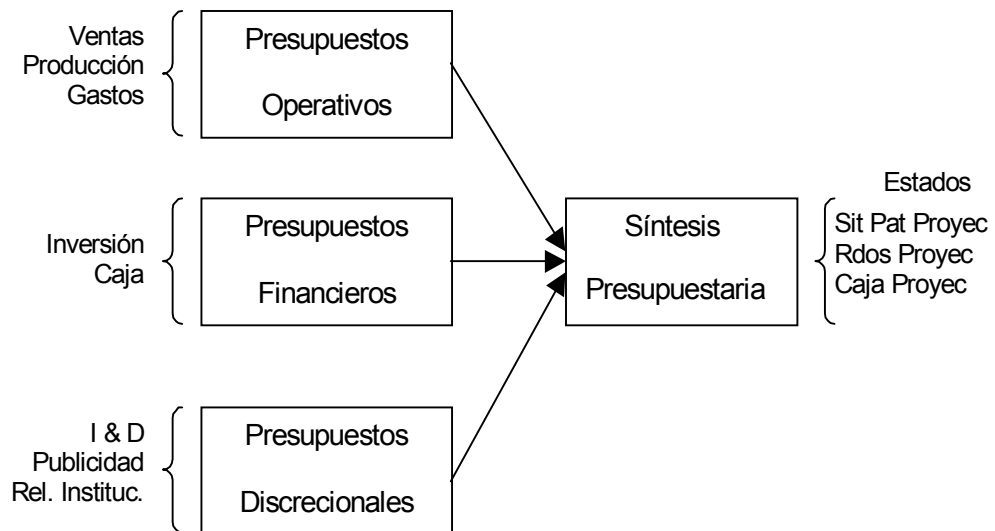 Ventas
Producción
Gastos
Presupuestos
Operativos
Inversión
Caja
Presupuestos
Financieros
I & D
Publicidad
Rel. Instituc.
Presupuestos
Discrecionales
Síntesis
Presupuestaria
Estados
Sit Pat Proyec
Rdos Proyec
Caja Proyec